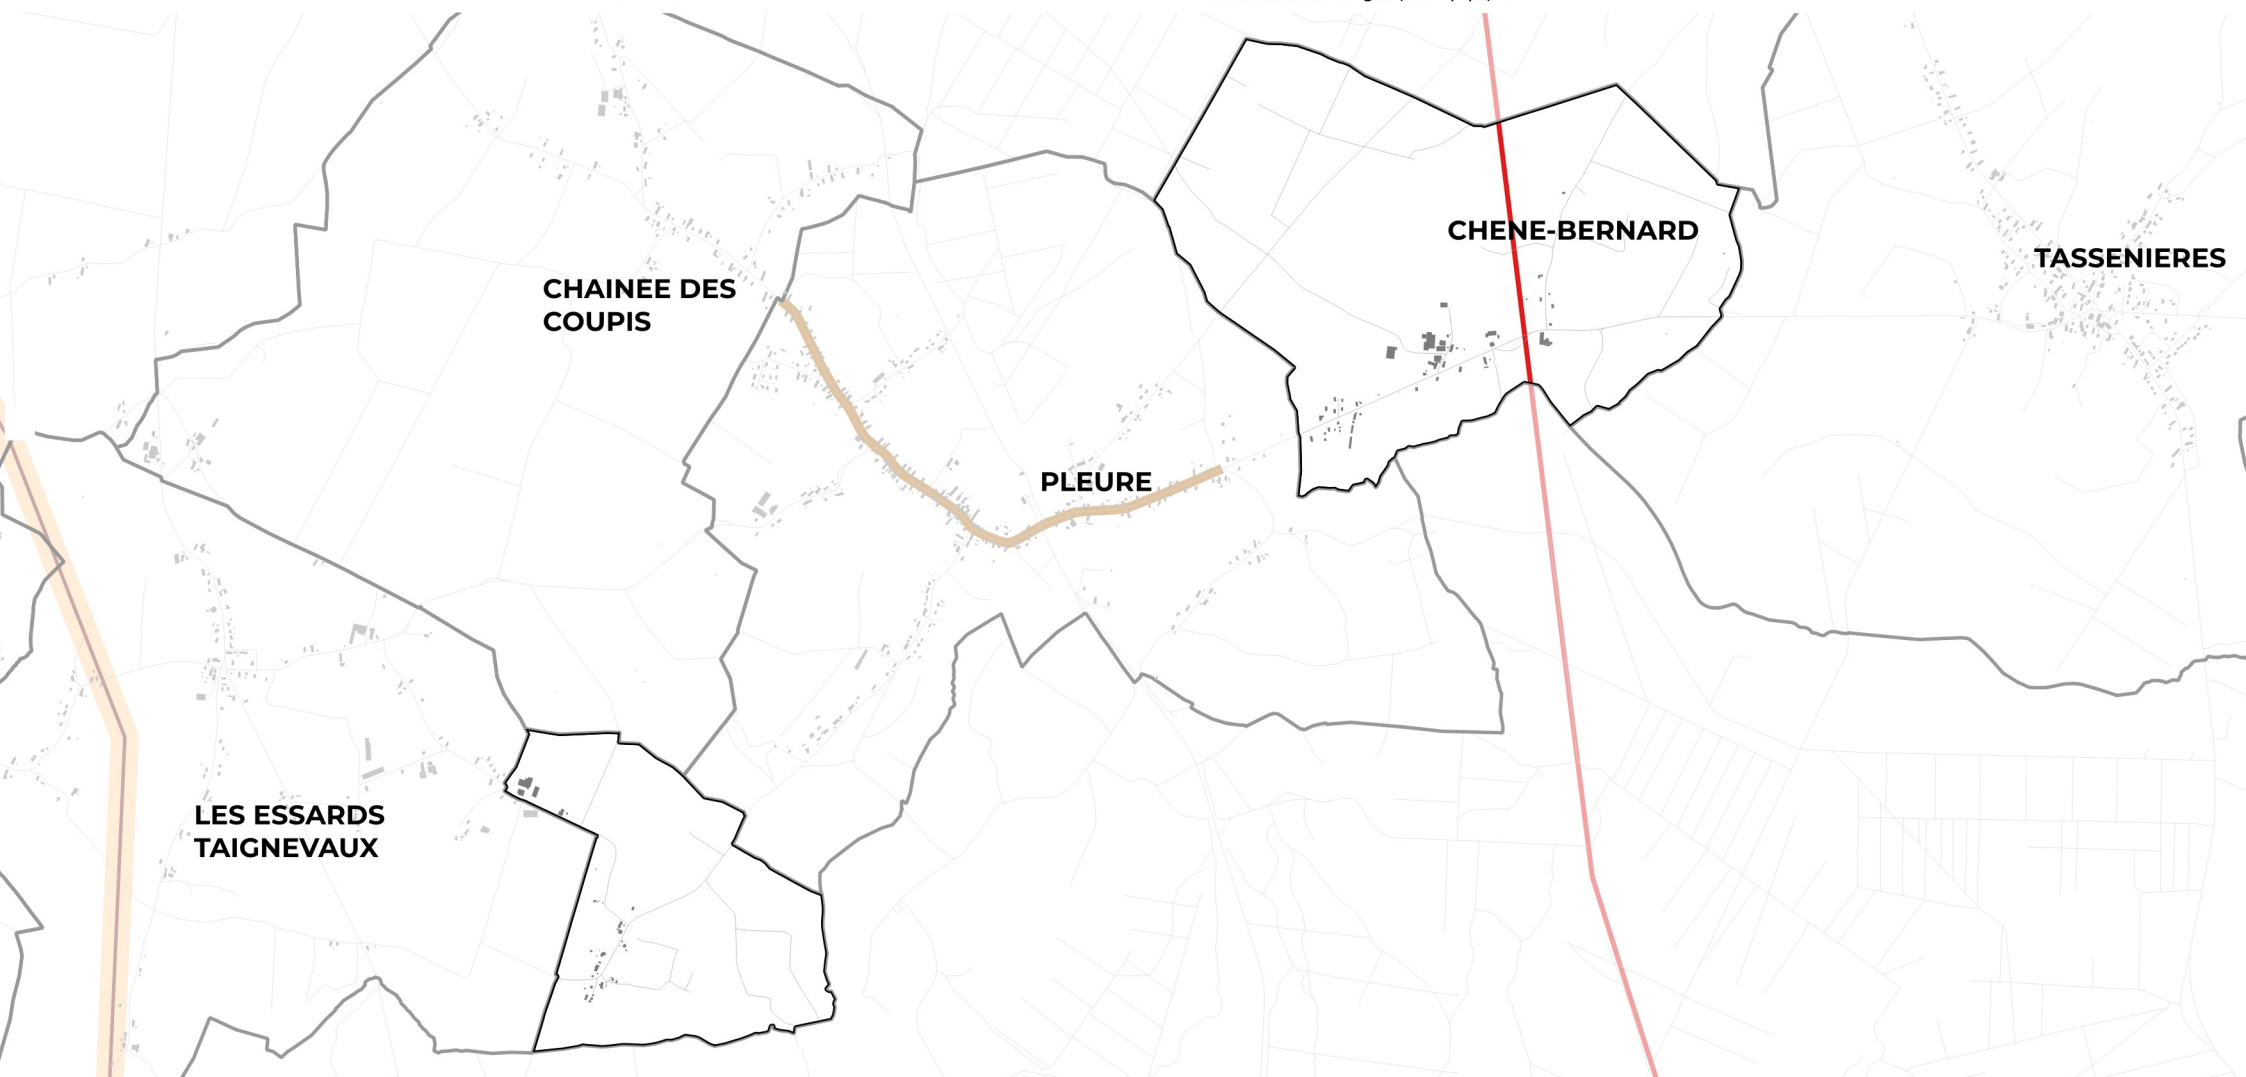 CHENE-BERNARD
TASSENIERES
CHAINEE DES
COUPIS
PLEURE
LES ESSARDS
TAIGNEVAUX